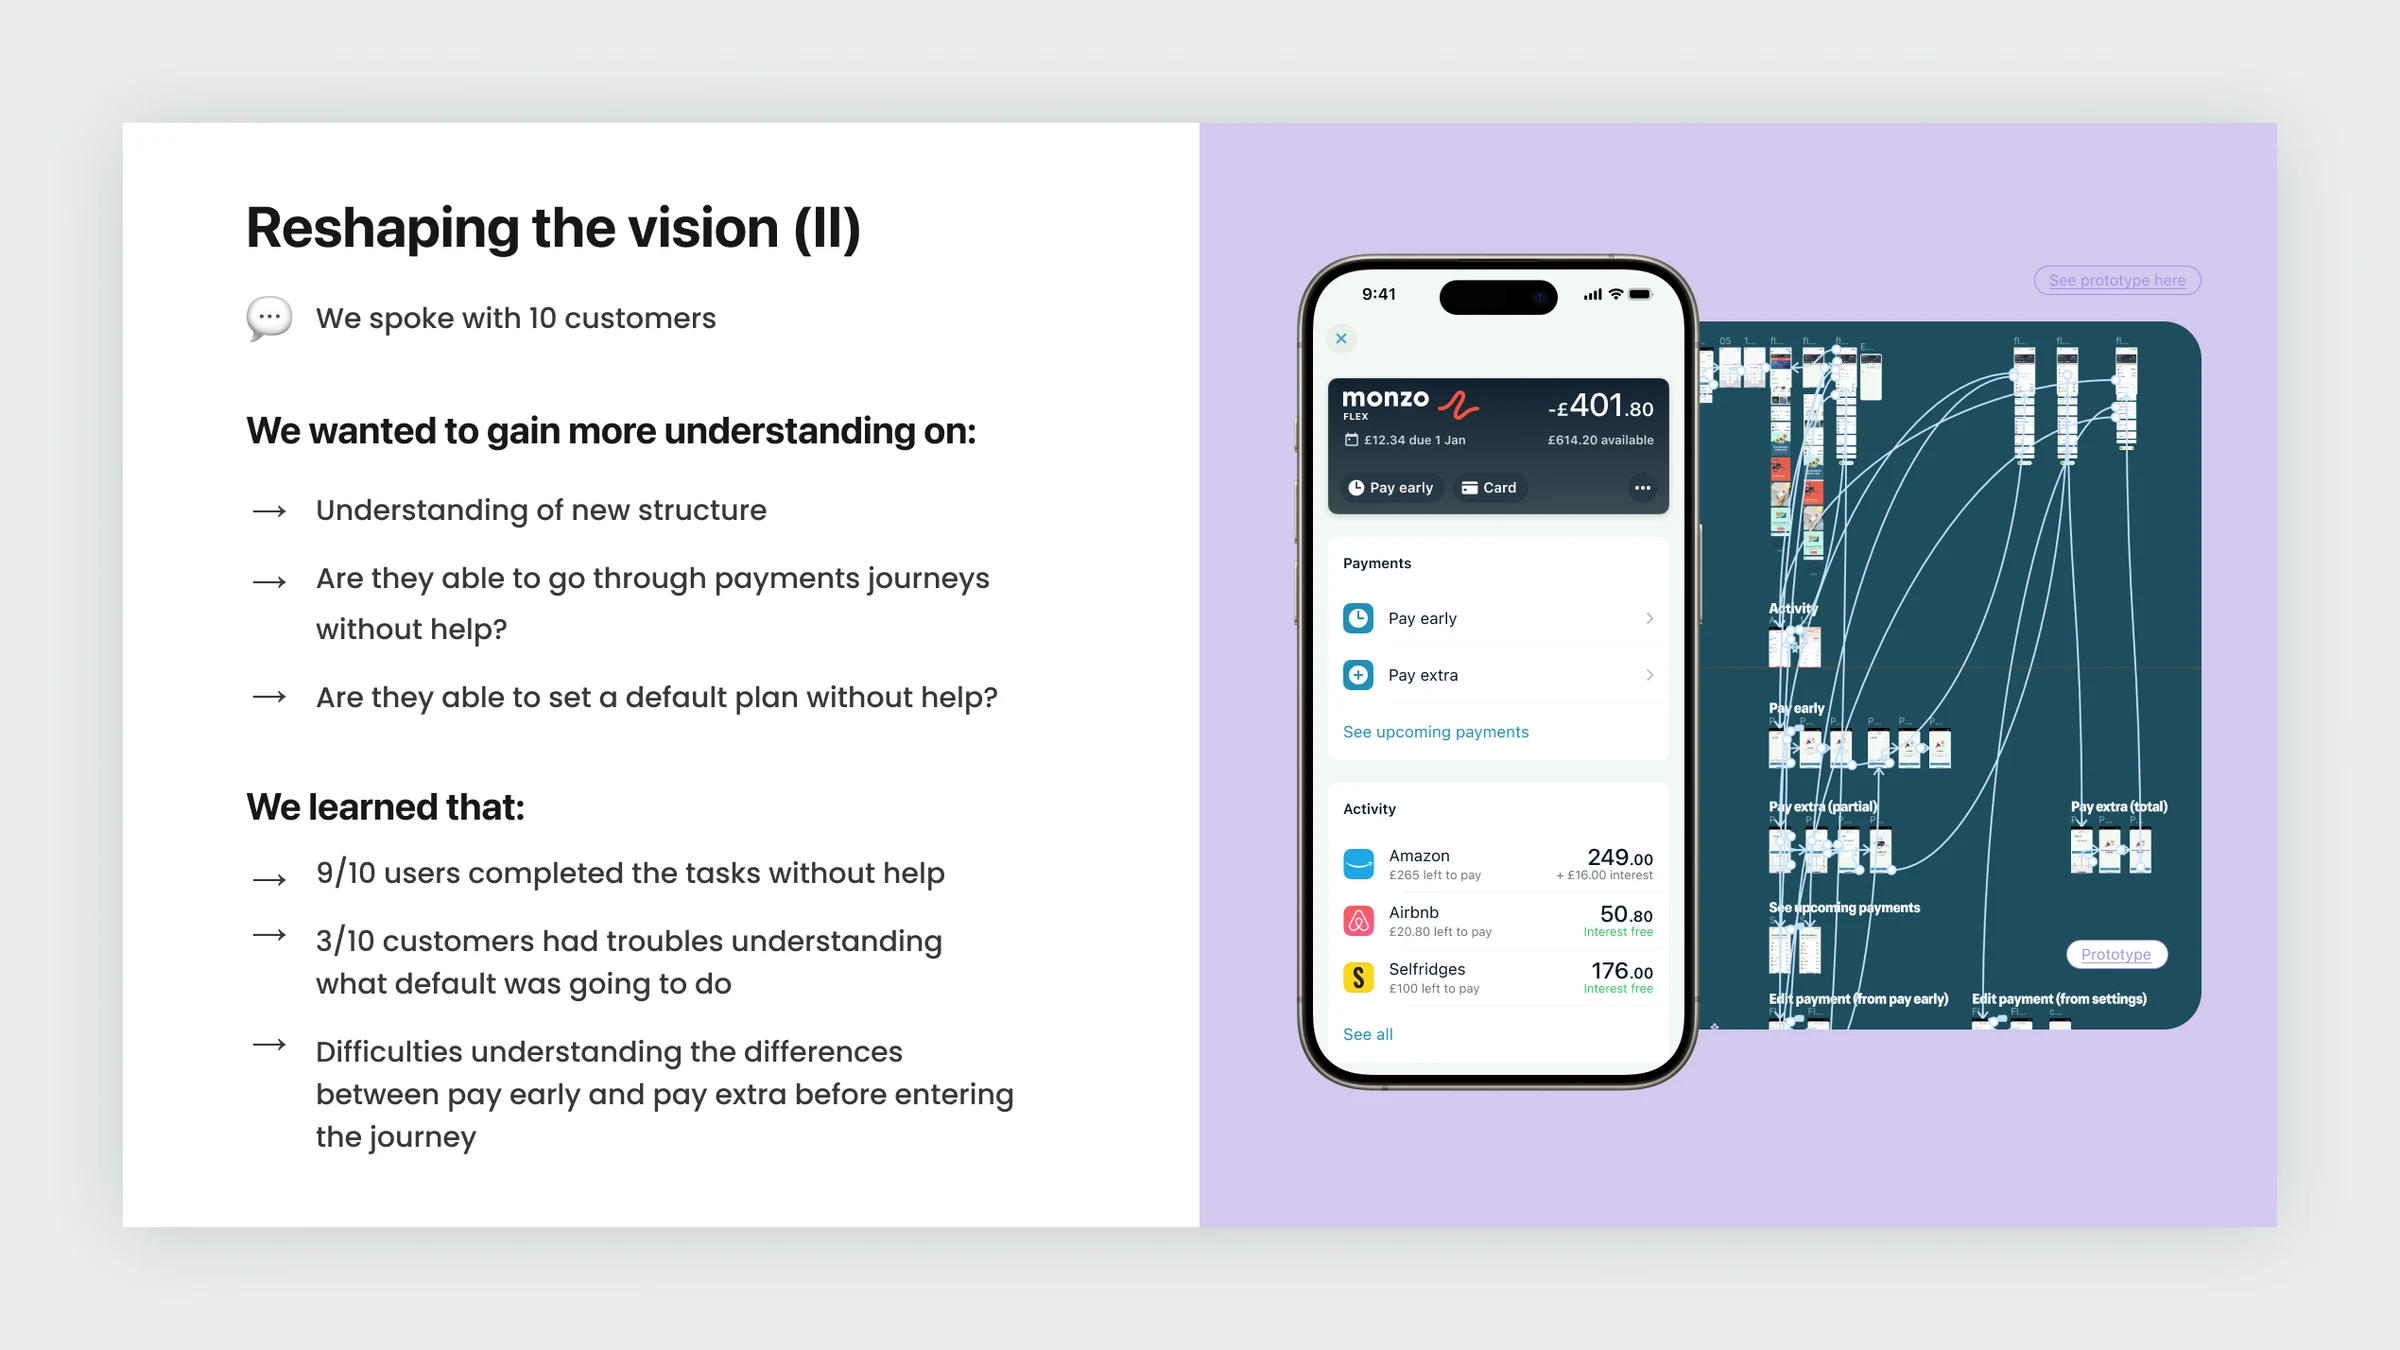 Reshaping the vision (II)
We spoke with 10 customers
We wanted to gain more understanding on:
→ Understanding of new structure
→ Are they able to go through payments journeys
without help?
→ Are they able to set a default plan without help?
We learned that:
→ 9/10 users completed the tasks without help
→ 3/10 customers had troubles understanding
what default was going to do
→ Difficulties understanding the differences
between pay early and pay extra before entering
the journey
9:41
monzo
FLEX
-£401.80
£12.34 due 1 Jan
£614.20 available
Pay early
Card
Payments
Pay early
Pay extra
See upcoming payments
Activity
Amazon
249.00
£265 left to pay
+ £16.00 interest
Airbnb
50.80
£20.80 left to pay
Interest free
Selfridges
176.00
£100 left to pay
Interest free
See all
See prototype here
05 1... fl... fl... fl... E... fl... fl... fl...
Activity
Pay early
P... P... P... P... P... P...
Pay extra (partial)
Pay extra (total)
See upcoming payments
Prototype
Edit payment (from pay early)
Edit payment (from settings)